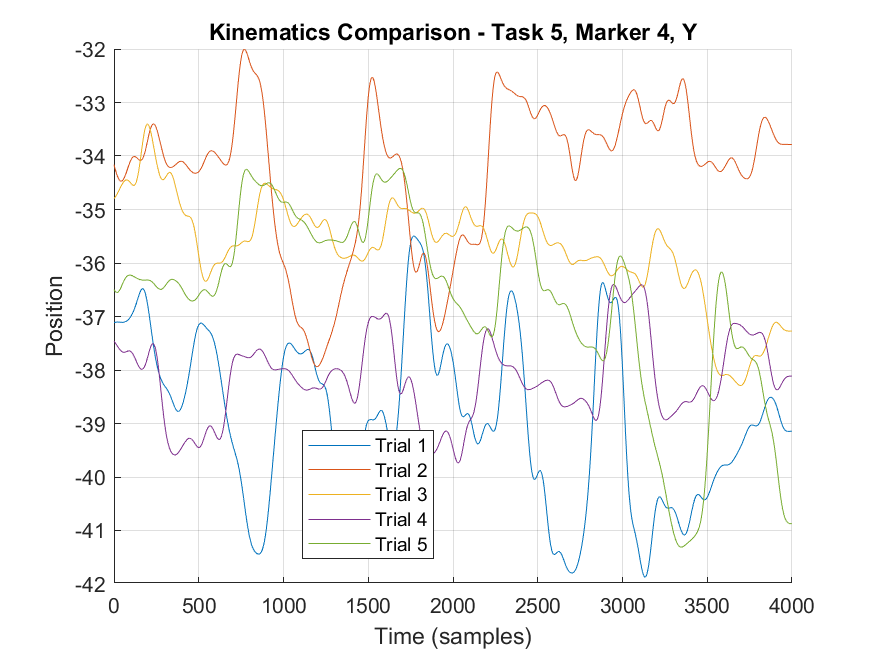 Kinematics Comparison - Task 5, Marker 4, Y
-32
-33
-34
-35
-36
-37
-38
-39
-40
-41
-42
Position
0 500 1000 1500 2000 2500 3000 3500 4000
Time (samples)
Trial 1
Trial 2
Trial 3
Trial 4
Trial 5